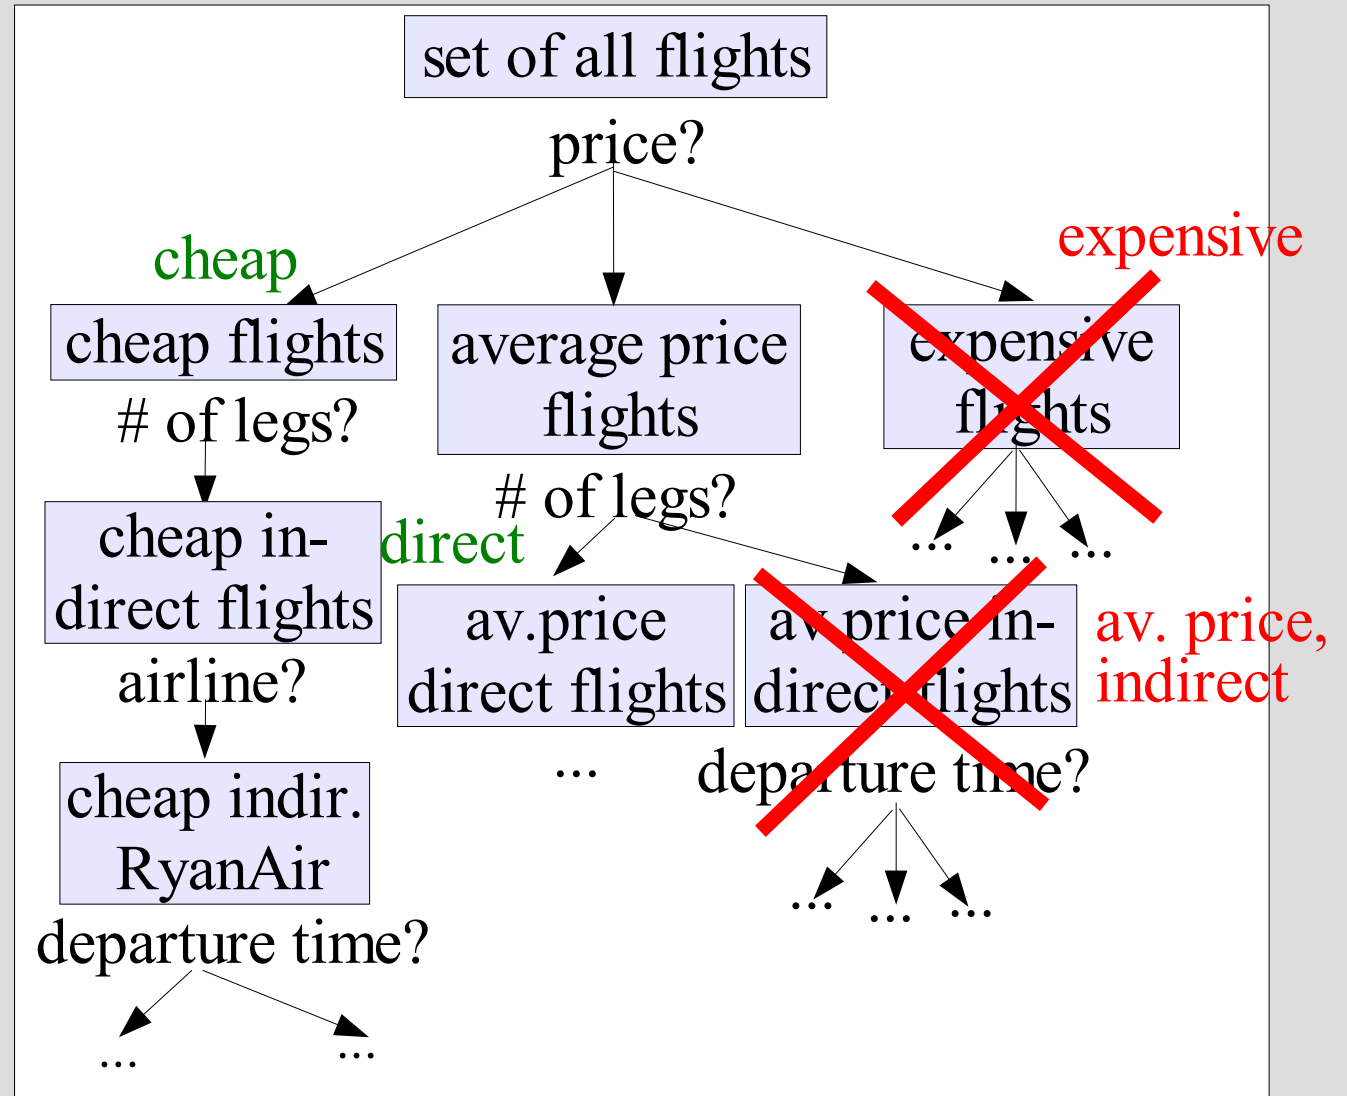 set of all flights
price?
cheap
expensive
cheap flights
average price
flights
expensive
flights
# of legs?
# of legs?
cheap in-
direct flights
direct
...
...
...
av.price
direct flights
av.price in-
direct flights
av. price,
indirect
airline?
...
departure time?
cheap indir.
RyanAir
...
...
...
departure time?
...
...